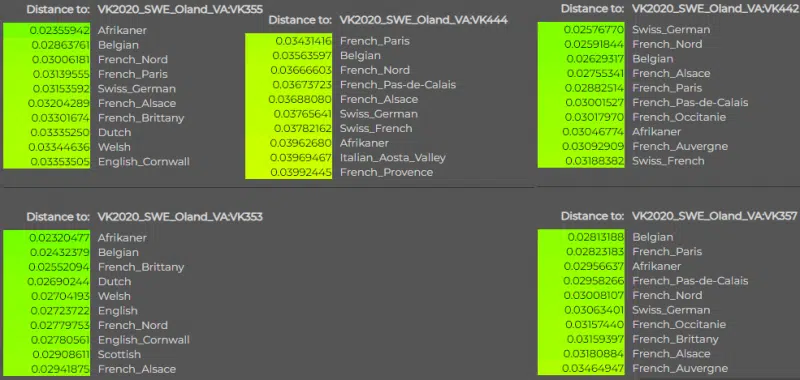 Distance to: VK2020_SWE_Oland_VA:VK355
0.02355942 Afrikaner
0.02863761 Belgian
0.03006181 French_Nord
0.03139555 French_Paris
0.03153592 Swiss_German
0.03204289 French_Alsace
0.03301674 French_Brittany
0.03335250 Dutch
0.03344636 Welsh
0.03353505 English_Cornwall
Distance to: VK2020_SWE_Oland_VA:VK444
0.03431416 French_Paris
0.03563597 Belgian
0.03666603 French_Nord
0.03673723 French_Pas-de-Calais
0.03688080 French_Alsace
0.03765641 Swiss_German
0.03782162 Swiss_French
0.03962680 Afrikaner
0.03969467 Italian_Aosta_Valley
0.03992445 French_Provence
Distance to: VK2020_SWE_Oland_VA:VK442
0.02576770 Swiss_German
0.02591844 French_Nord
0.02629317 Belgian
0.02755341 French_Alsace
0.02882514 French_Paris
0.03001527 French_Pas-de-Calais
0.03017970 French_Occitanie
0.03046774 Afrikaner
0.03092909 French_Auvergne
0.03188382 Swiss_French
Distance to: VK2020_SWE_Oland_VA:VK353
0.02320477 Afrikaner
0.02432379 Belgian
0.02552094 French_Brittany
0.02690244 Dutch
0.02704193 Welsh
0.02723722 English
0.02779753 French_Nord
0.02780561 English_Cornwall
0.02908611 Scottish
0.02941875 French_Alsace
Distance to: VK2020_SWE_Oland_VA:VK357
0.02813188 Belgian
0.02823183 French_Paris
0.02956637 Afrikaner
0.02958266 French_Pas-de-Calais
0.03008107 French_Nord
0.03063401 Swiss_German
0.03157440 French_Occitanie
0.03159397 French_Brittany
0.03180884 French_Alsace
0.03464947 French_Auvergne